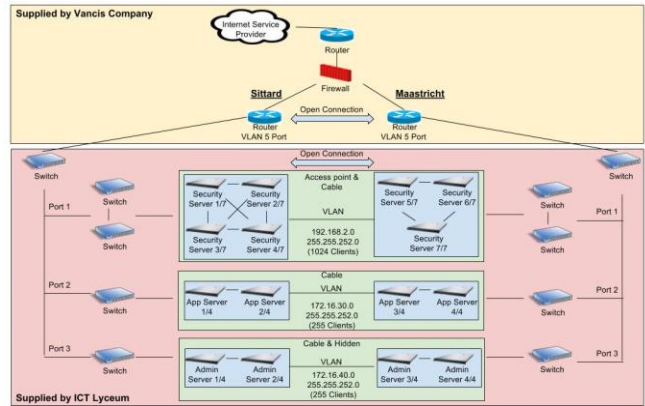 Supplied by Vancis Company
Internet Service
Provider
Router
Firewall
Sittard
Maastricht
Open Connection
Router
VLAN 5 Port
Router
VLAN 5 Port
Open Connection
Switch
Switch
Access point &
Cable
Switch
Switch
Port 1
Port 1
Security
Server 1/7
Security
Server 2/7
Security
Server 3/7
Security
Server 4/7
VLAN
192.168.2.0
255.255.252.0
(1024 Clients)
Security
Server 5/7
Security
Server 6/7
Security
Server 7/7
Switch
Switch
Cable
Port 2
Switch
App Server
1/4
App Server
2/4
VLAN
172.16.30.0
255.255.252.0
(255 Clients)
App Server
3/4
App Server
4/4
Switch
Port 2
Cable & Hidden
Port 3
Switch
Admin
Server 1/4
Admin
Server 2/4
VLAN
172.16.40.0
255.255.252.0
(255 Clients)
Admin
Server 3/4
Admin
Server 4/4
Switch
Port 3
Supplied by ICT Lyceum